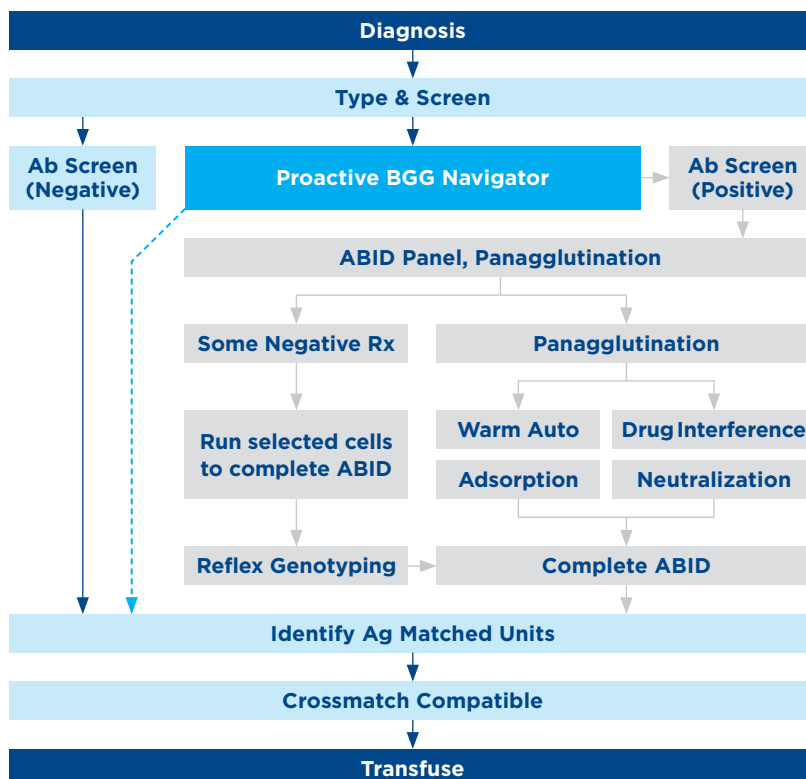 Diagnosis
Type & Screen
Ab Screen
(Negative)
Proactive BGG Navigator
Ab Screen
(Positive)
ABID Panel, Panagglutination
Some Negative Rx
Panagglutination
Run selected cells
to complete ABID
Warm Auto
Drug Interference
Adsorption
Neutralization
Reflex Genotyping
Complete ABID
Identify Ag Matched Units
Crossmatch Compatible
Transfuse